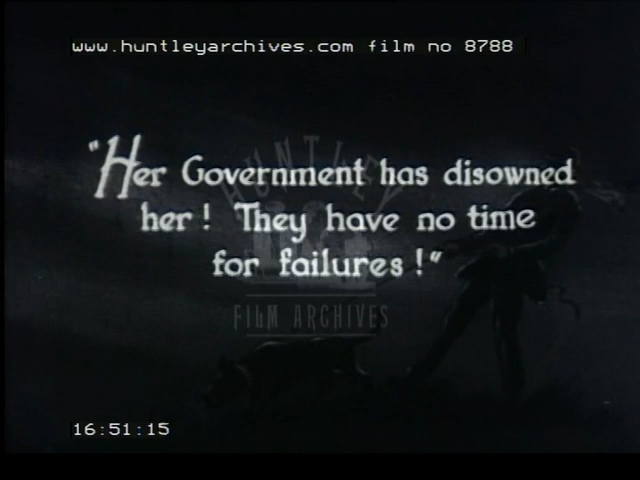 www.huntleyarchives.com film no 8788
"Her Government has disowned
her! They have no time
for failures!"
HUNTLEY
FILM ARCHIVES
16:51:15